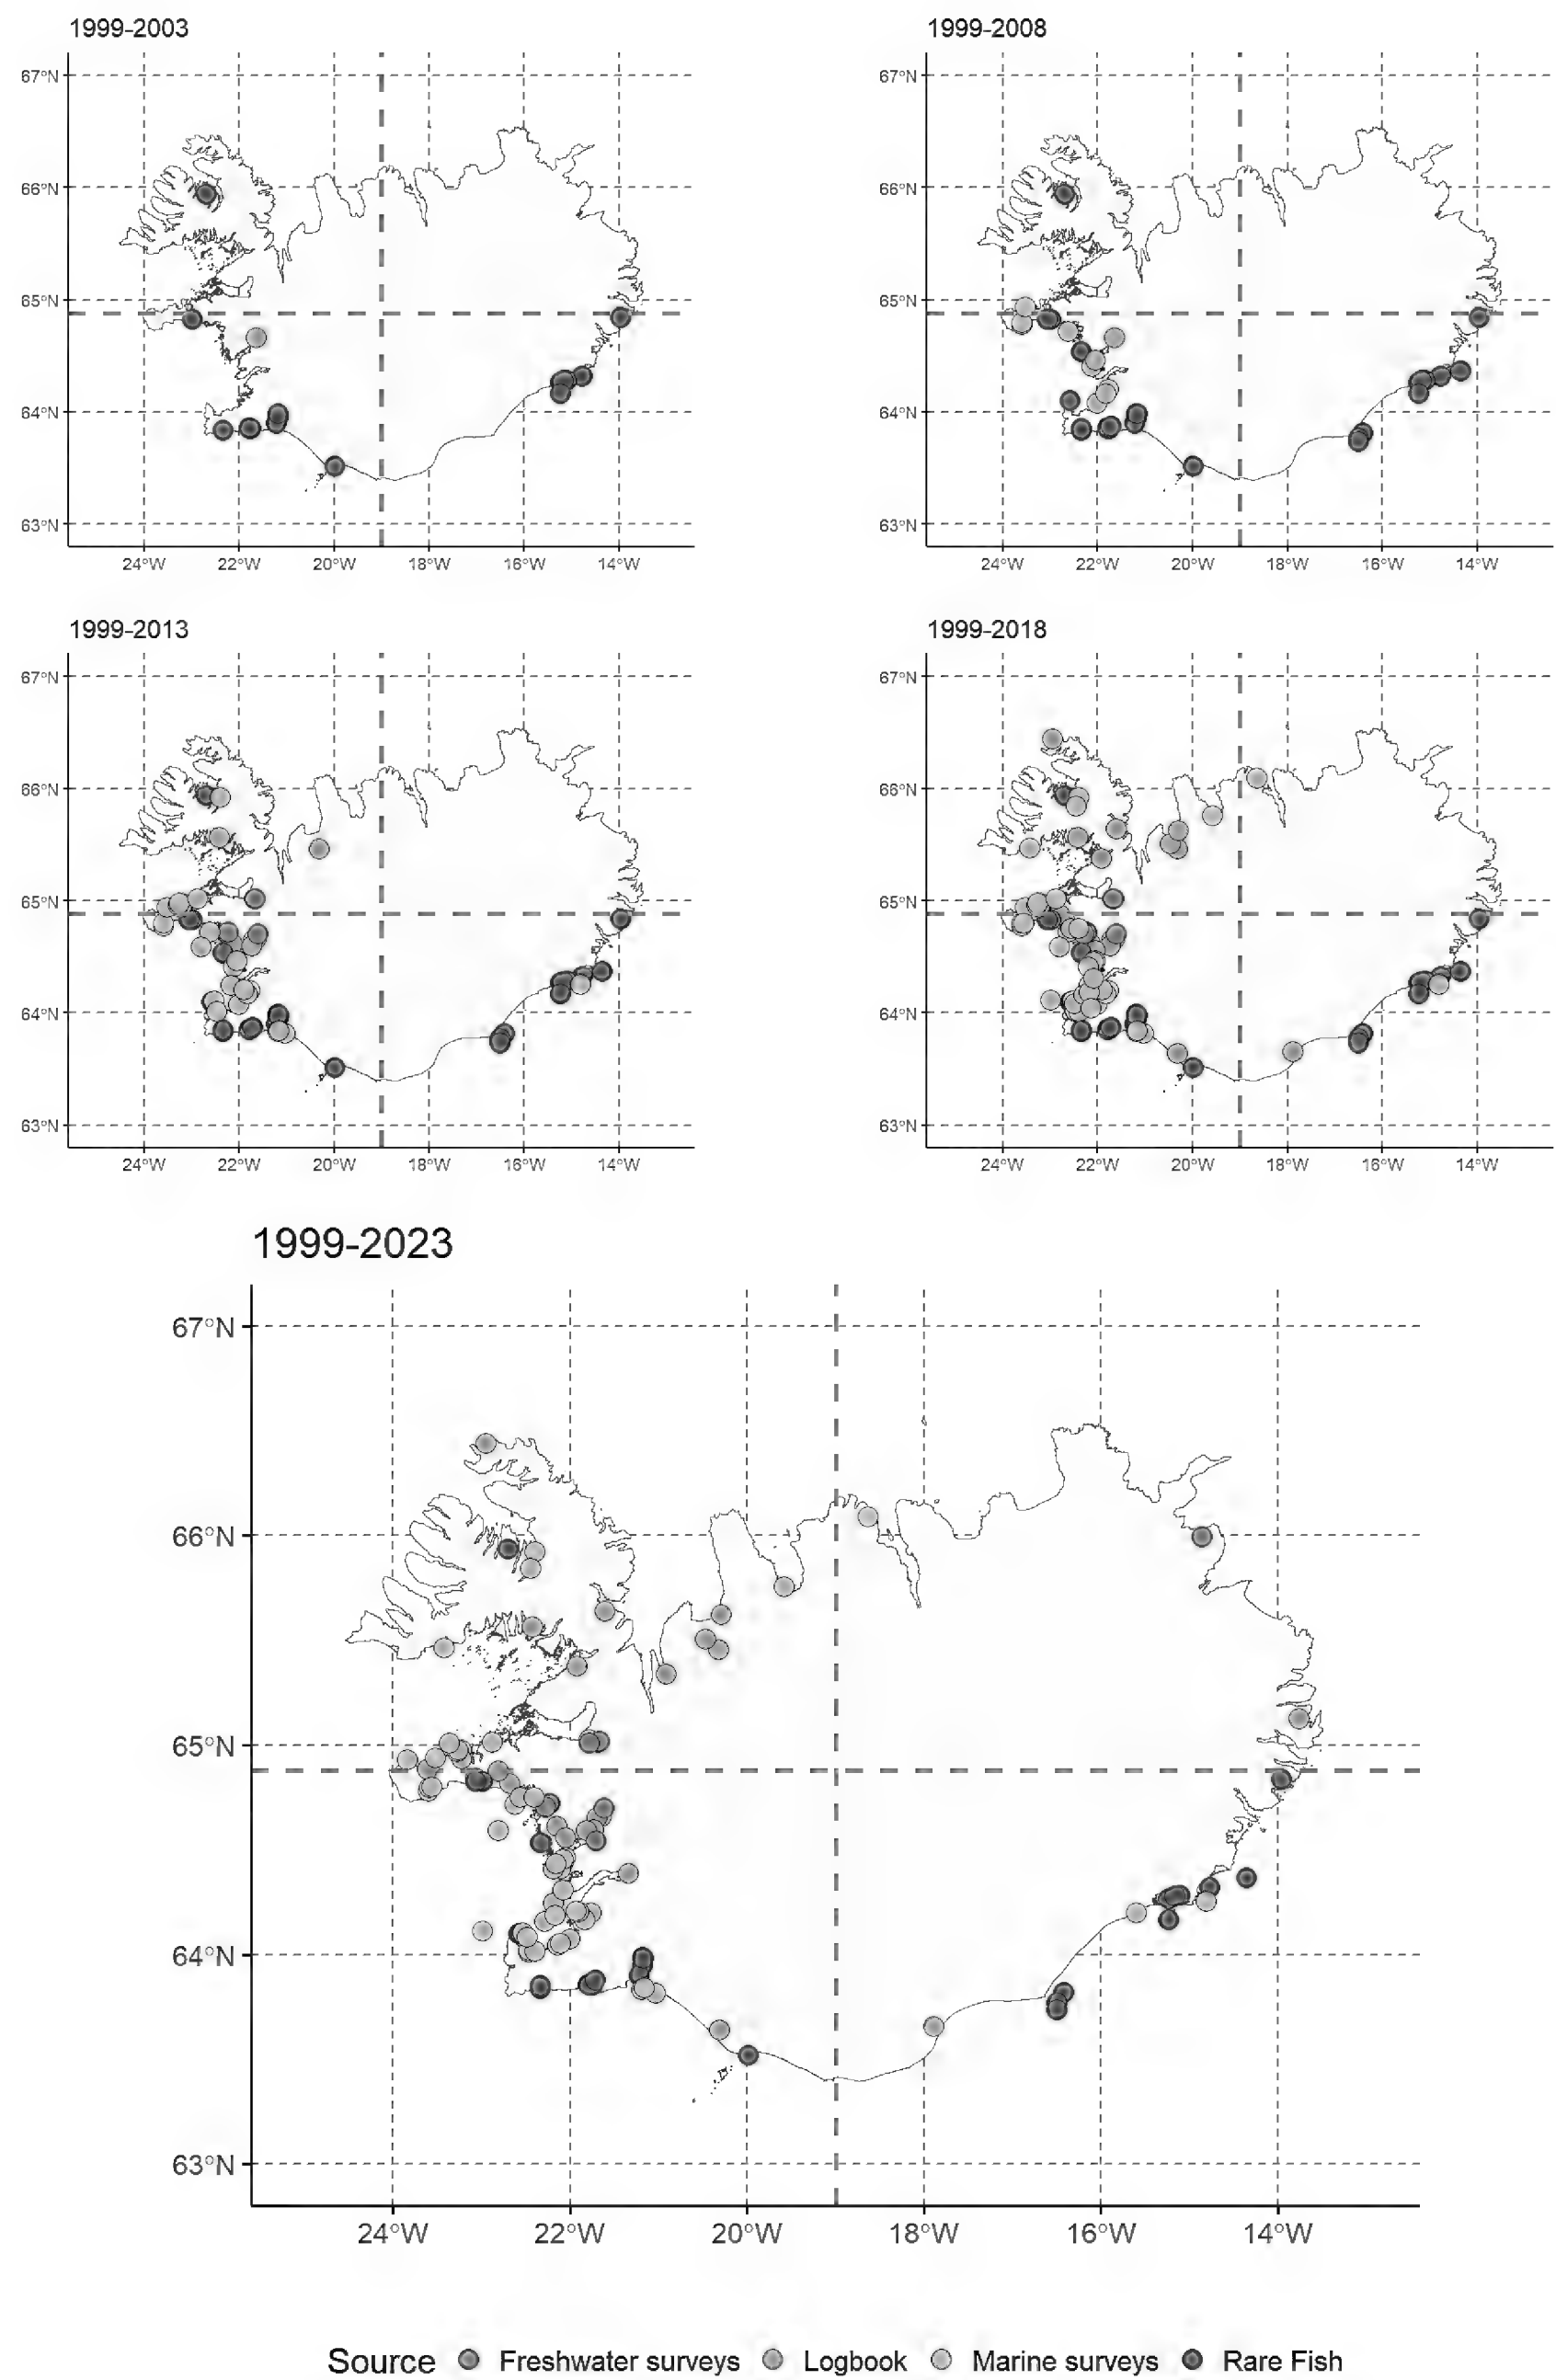 1999-2003
1999-2008
67°N
66°N
65°N
64°N
63°N
24°W 22°W 20°W 18°W 16°W 14°W
67°N
66°N
65°N
64°N
63°N
24°W 22°W 20°W 18°W 16°W 14°W
1999-2013
1999-2018
67°N
66°N
65°N
64°N
63°N
24°W 22°W 20°W 18°W 16°W 14°W
67°N
66°N
65°N
64°N
63°N
24°W 22°W 20°W 18°W 16°W 14°W
1999-2023
67°N
66°N
65°N
64°N
63°N
24°W 22°W 20°W 18°W 16°W 14°W
Source Freshwater surveys Logbook Marine surveys Rare Fish